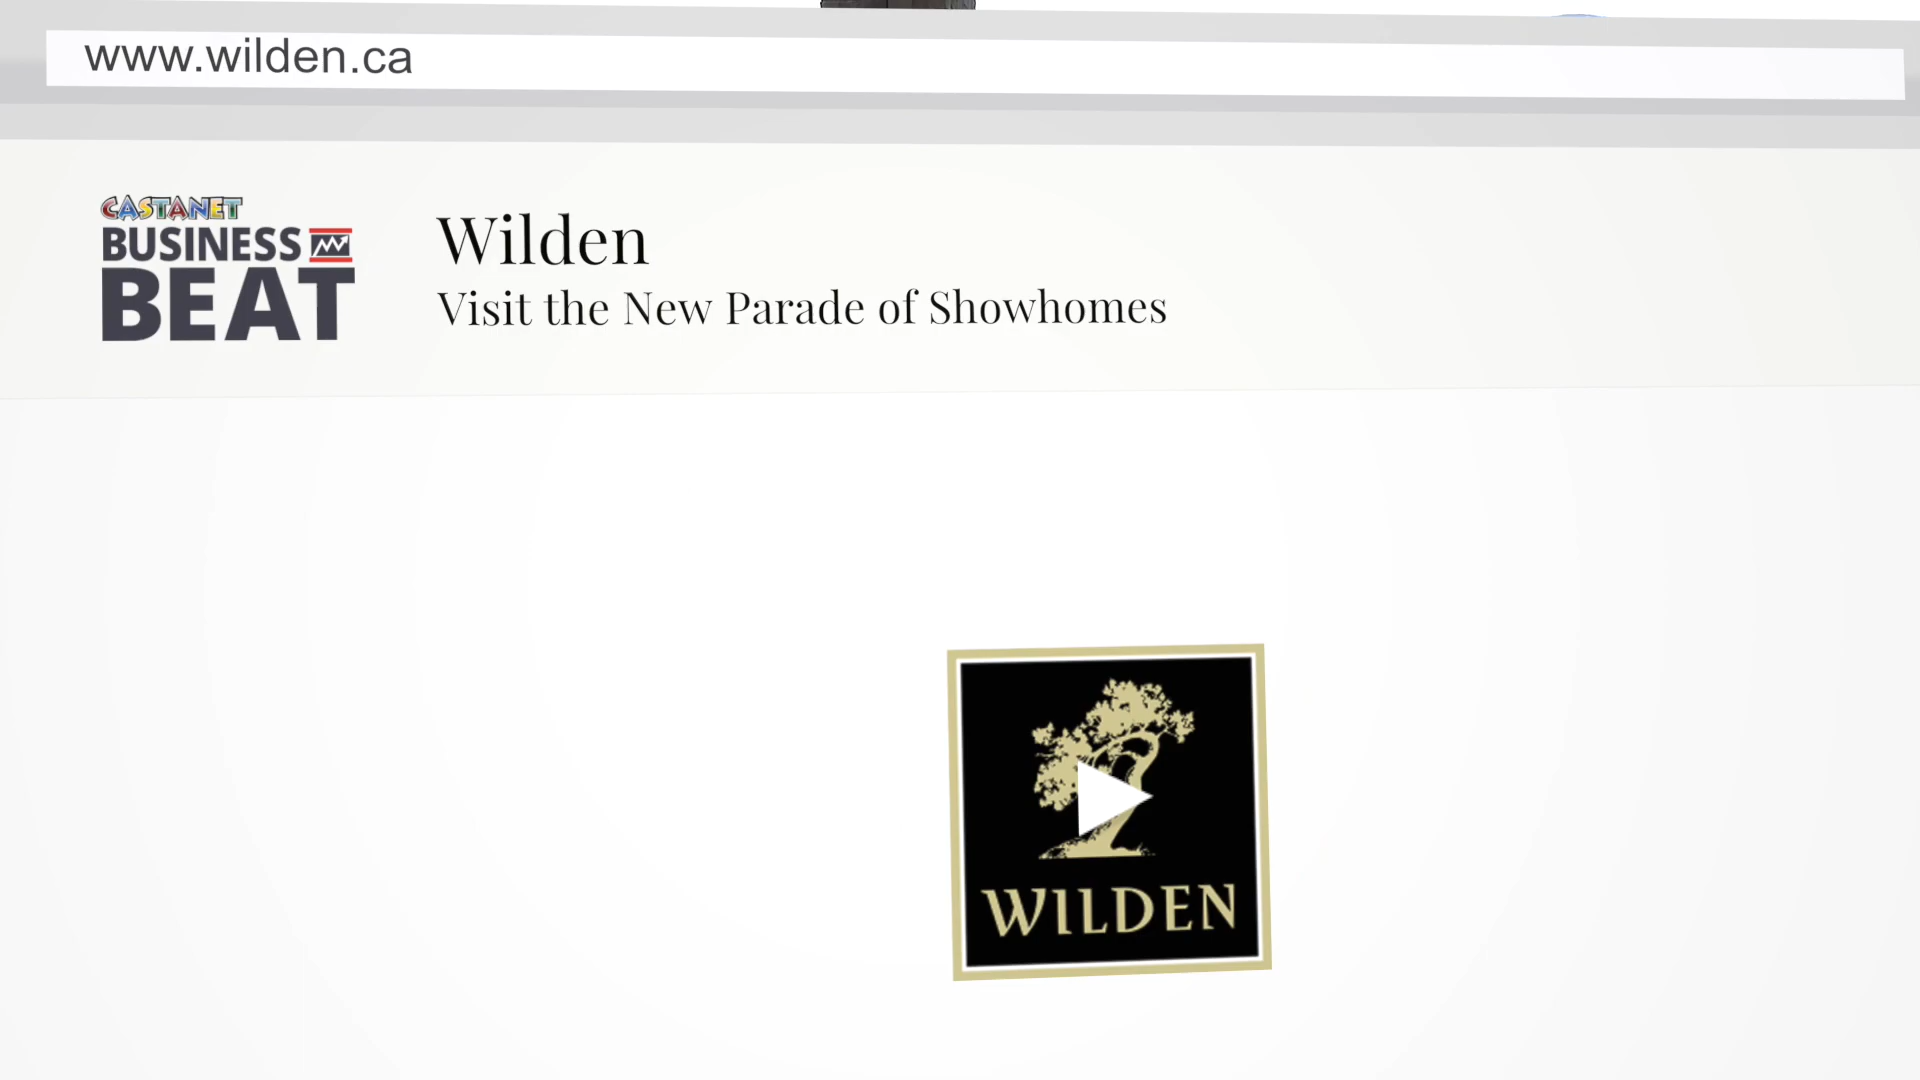 www.wilden.ca
CASTANET
BUSINESS
BEAT
Wilden
Visit the New Parade of Showhomes
WILDEN